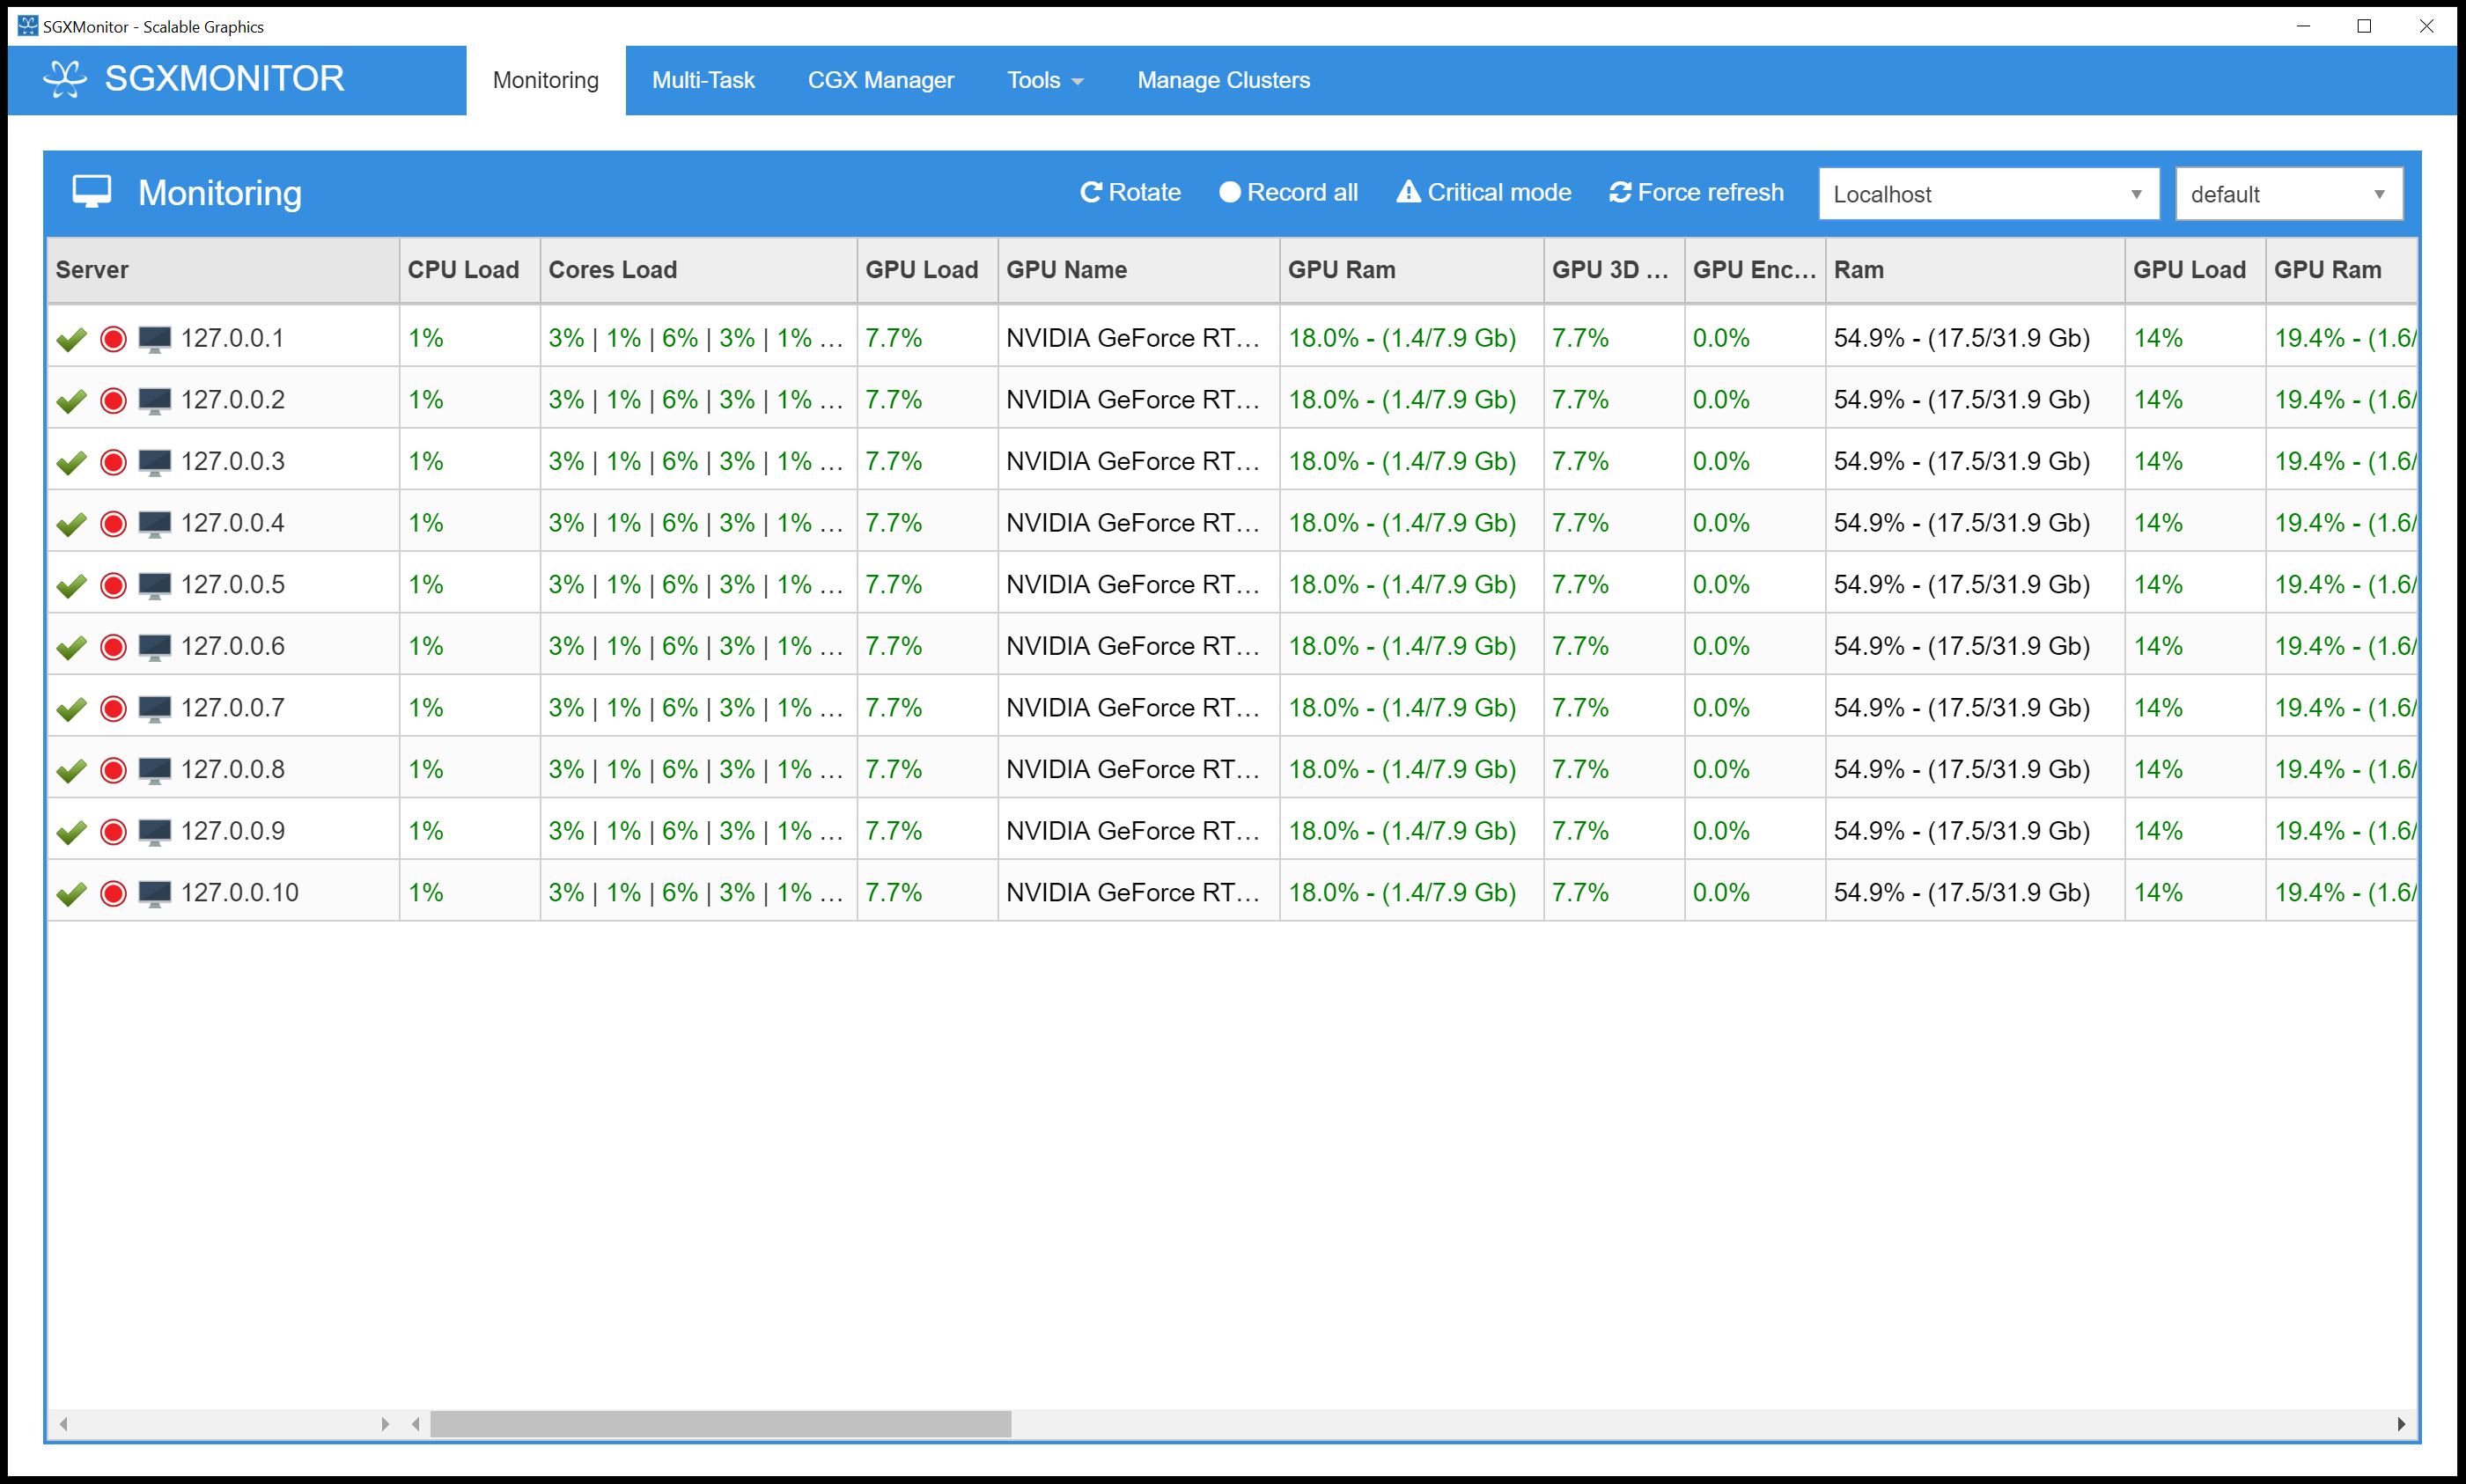 SGXMonitor - Scalable Graphics
SGXMONITOR Monitoring Multi-Task CGX Manager Tools Manage Clusters
Monitoring Rotate Record all Critical mode Force refresh Localhost default
Server CPU Load Cores Load GPU Load GPU Name GPU Ram GPU 3D ... GPU Enc... Ram GPU Load GPU Ram
127.0.0.1 1% 3% | 1% | 6% | 3% | 1% ... 7.7% NVIDIA GeForce RT... 18.0% - (1.4/7.9 Gb) 7.7% 0.0% 54.9% - (17.5/31.9 Gb) 14% 19.4% - (1.6/
127.0.0.2 1% 3% | 1% | 6% | 3% | 1% ... 7.7% NVIDIA GeForce RT... 18.0% - (1.4/7.9 Gb) 7.7% 0.0% 54.9% - (17.5/31.9 Gb) 14% 19.4% - (1.6/
127.0.0.3 1% 3% | 1% | 6% | 3% | 1% ... 7.7% NVIDIA GeForce RT... 18.0% - (1.4/7.9 Gb) 7.7% 0.0% 54.9% - (17.5/31.9 Gb) 14% 19.4% - (1.6/
127.0.0.4 1% 3% | 1% | 6% | 3% | 1% ... 7.7% NVIDIA GeForce RT... 18.0% - (1.4/7.9 Gb) 7.7% 0.0% 54.9% - (17.5/31.9 Gb) 14% 19.4% - (1.6/
127.0.0.5 1% 3% | 1% | 6% | 3% | 1% ... 7.7% NVIDIA GeForce RT... 18.0% - (1.4/7.9 Gb) 7.7% 0.0% 54.9% - (17.5/31.9 Gb) 14% 19.4% - (1.6/
127.0.0.6 1% 3% | 1% | 6% | 3% | 1% ... 7.7% NVIDIA GeForce RT... 18.0% - (1.4/7.9 Gb) 7.7% 0.0% 54.9% - (17.5/31.9 Gb) 14% 19.4% - (1.6/
127.0.0.7 1% 3% | 1% | 6% | 3% | 1% ... 7.7% NVIDIA GeForce RT... 18.0% - (1.4/7.9 Gb) 7.7% 0.0% 54.9% - (17.5/31.9 Gb) 14% 19.4% - (1.6/
127.0.0.8 1% 3% | 1% | 6% | 3% | 1% ... 7.7% NVIDIA GeForce RT... 18.0% - (1.4/7.9 Gb) 7.7% 0.0% 54.9% - (17.5/31.9 Gb) 14% 19.4% - (1.6/
127.0.0.9 1% 3% | 1% | 6% | 3% | 1% ... 7.7% NVIDIA GeForce RT... 18.0% - (1.4/7.9 Gb) 7.7% 0.0% 54.9% - (17.5/31.9 Gb) 14% 19.4% - (1.6/
127.0.0.10 1% 3% | 1% | 6% | 3% | 1% ... 7.7% NVIDIA GeForce RT... 18.0% - (1.4/7.9 Gb) 7.7% 0.0% 54.9% - (17.5/31.9 Gb) 14% 19.4% - (1.6/